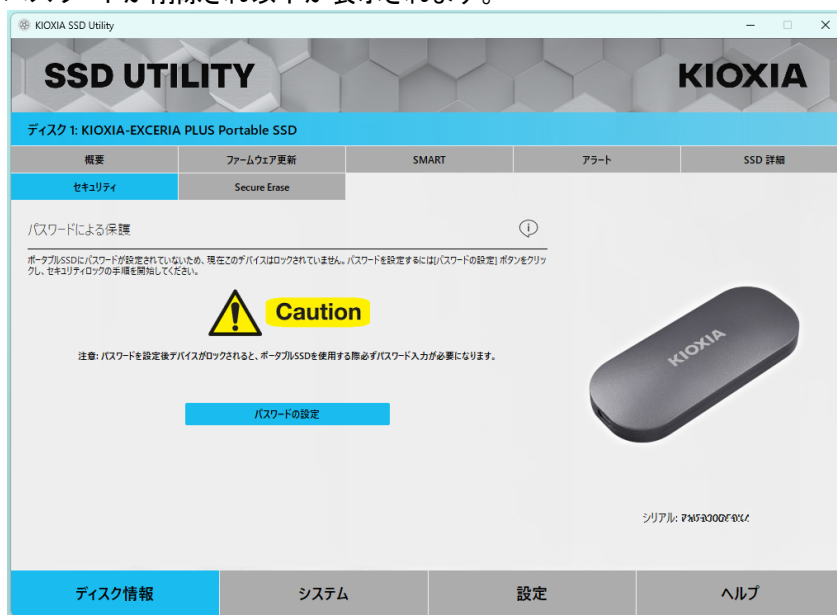 パスワードが削除され以下が表示されます。
KIOXIA SSD Utility
SSD UTILITY
KIOXIA
ディスク 1: KIOXIA-EXCERIA PLUS Portable SSD
概要
ファームウェア更新
SMART
アラート
SSD 詳細
セキュリティ
Secure Erase
パスワードによる保護
ポータブルSSDにパスワードが設定されていないため、現在このデバイスはロックされていません。パスワードを設定するには[パスワードの設定] ボタンをクリッ
クし、セキュリティロックの手順を開始してください。
Caution
注意: パスワードを設定後デバイスがロックされると、ポータブルSSDを使用する際必ずパスワード入力が必要になります。
パスワードの設定
KIOXIA
シリアル:
ディスク情報
システム
設定
ヘルプ